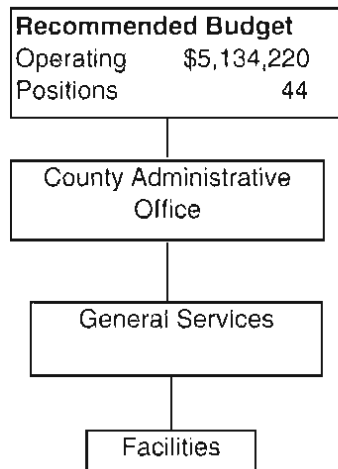 Recommended Budget
Operating $5,134,220
Positions 44
County Administrative
Office
General Services
Facilities